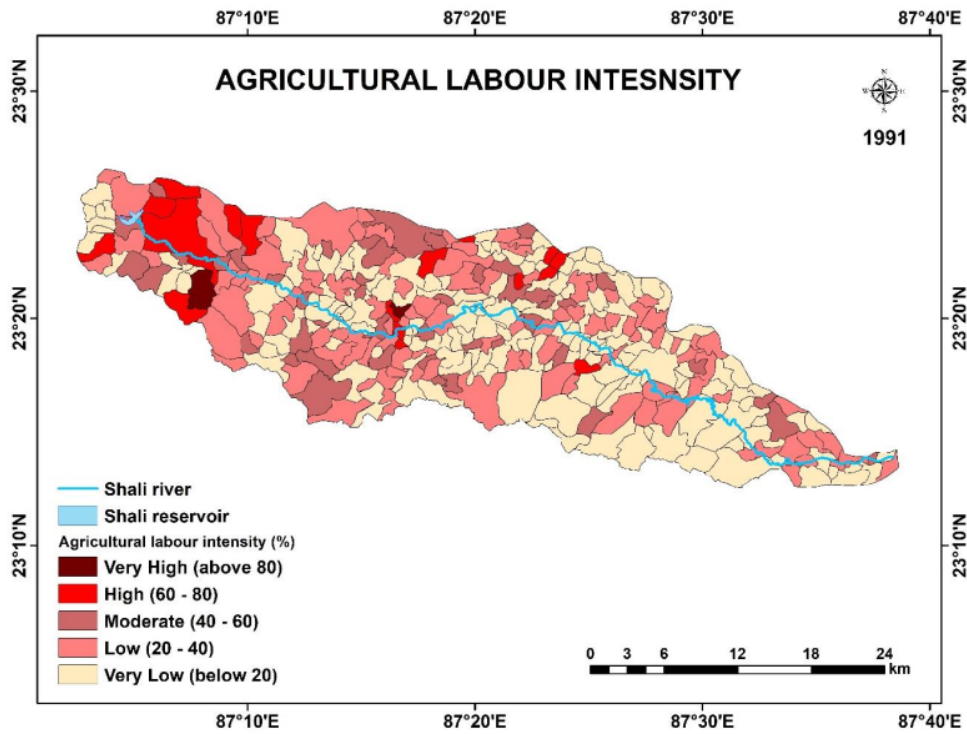 87°10'E 87°20'E 87°30'E 87°40'E
23°30'N
23°30'N
AGRICULTURAL LABOUR INTESNSITY
N
W E
S
1991
23°20'N
23°20'N
Shali river
Shali reservoir
Agricultural labour intensity (%)
Very High (above 80)
High (60 - 80)
Moderate (40 - 60)
Low (20 - 40)
Very Low (below 20)
23°10'N
23°10'N
0 3 6 12 18 24
km
87°10'E 87°20'E 87°30'E 87°40'E